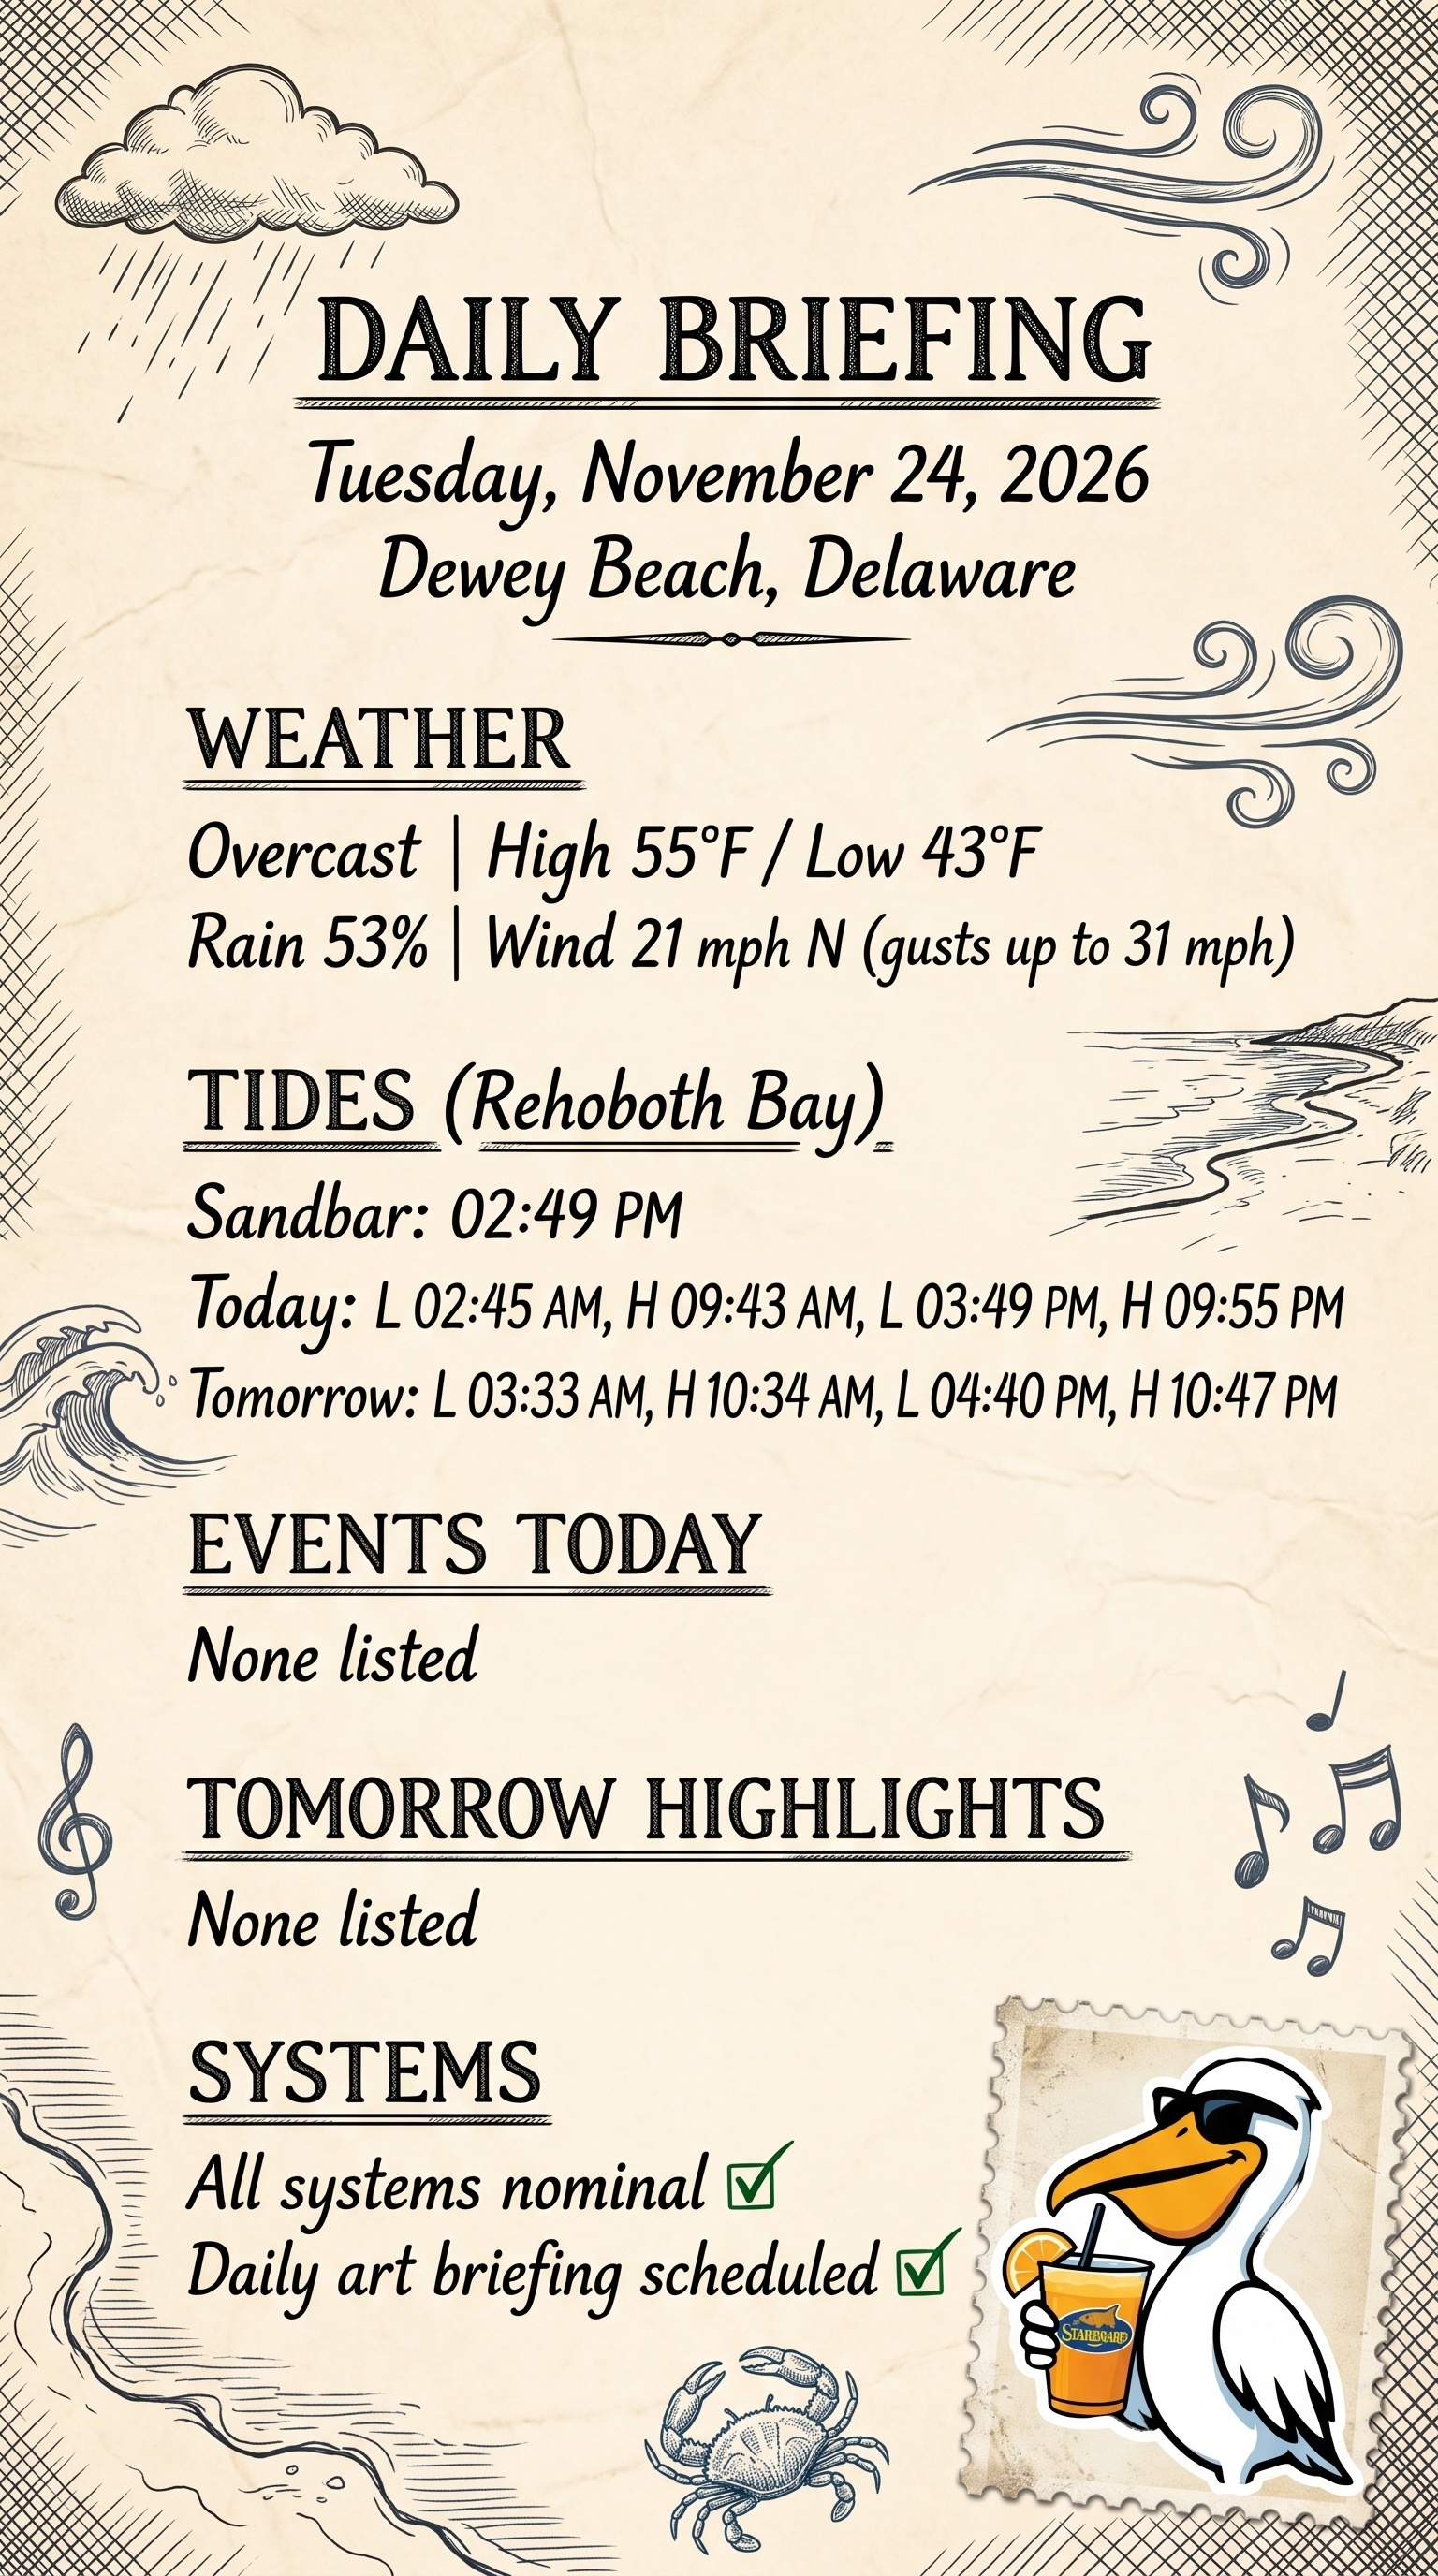 DAILY BRIEFING
Tuesday, November 24, 2026
Dewey Beach, Delaware
WEATHER
Overcast | High 55°F / Low 43°F
Rain 53% | Wind 21 mph N (gusts up to 31 mph)
TIDES (Rehoboth Bay)
Sandbar: 02:49 PM
Today: L 02:45 AM, H 09:43 AM, L 03:49 PM, H 09:55 PM
Tomorrow: L 03:33 AM, H 10:34 AM, L 04:40 PM, H 10:47 PM
EVENTS TODAY
None listed
TOMORROW HIGHLIGHTS
None listed
SYSTEMS
All systems nominal ☑
Daily art briefing scheduled ☑